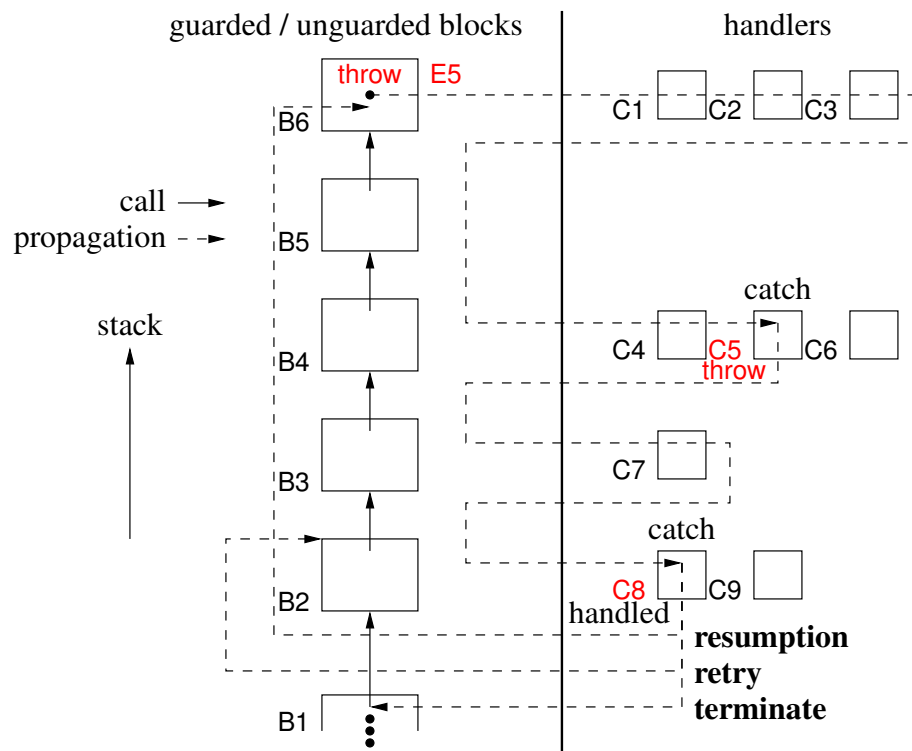 guarded / unguarded blocks
handlers
throw E5
B6
C1
C2
C3
call
propagation
B5
stack
catch
B4
C4
C5
C6
throw
B3
C7
catch
B2
C8
C9
handled
resumption
retry
terminate
B1